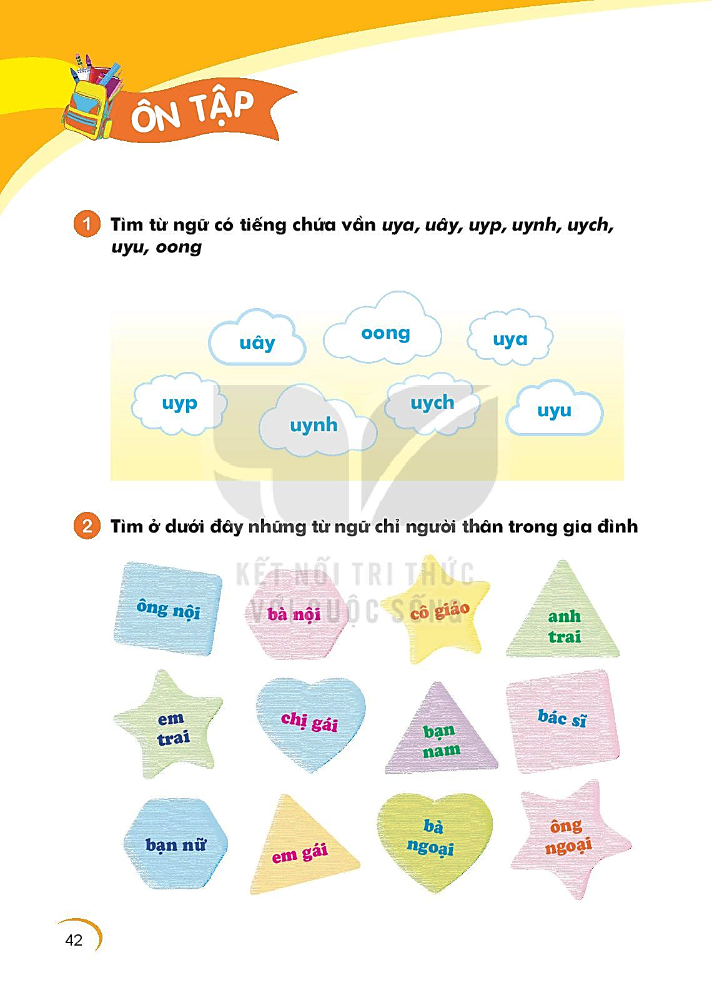 ÔN TẬP
1 Tìm từ ngữ có tiếng chứa vần uya, uây, uyp, uynh, uych,
uyu, oong
uây
oong
uya
uyp
uynh
uych
uyu
2 Tìm ở dưới đây những từ ngữ chỉ người thân trong gia đình
KẾT NỐI TRI THỨC
VỚI CUỘC SỐNG
ông nội
bà nội
cô giáo
anh
trai
em
trai
chị gái
bạn
nam
bác sĩ
bạn nữ
em gái
bà
ngoại
ông
ngoại
42